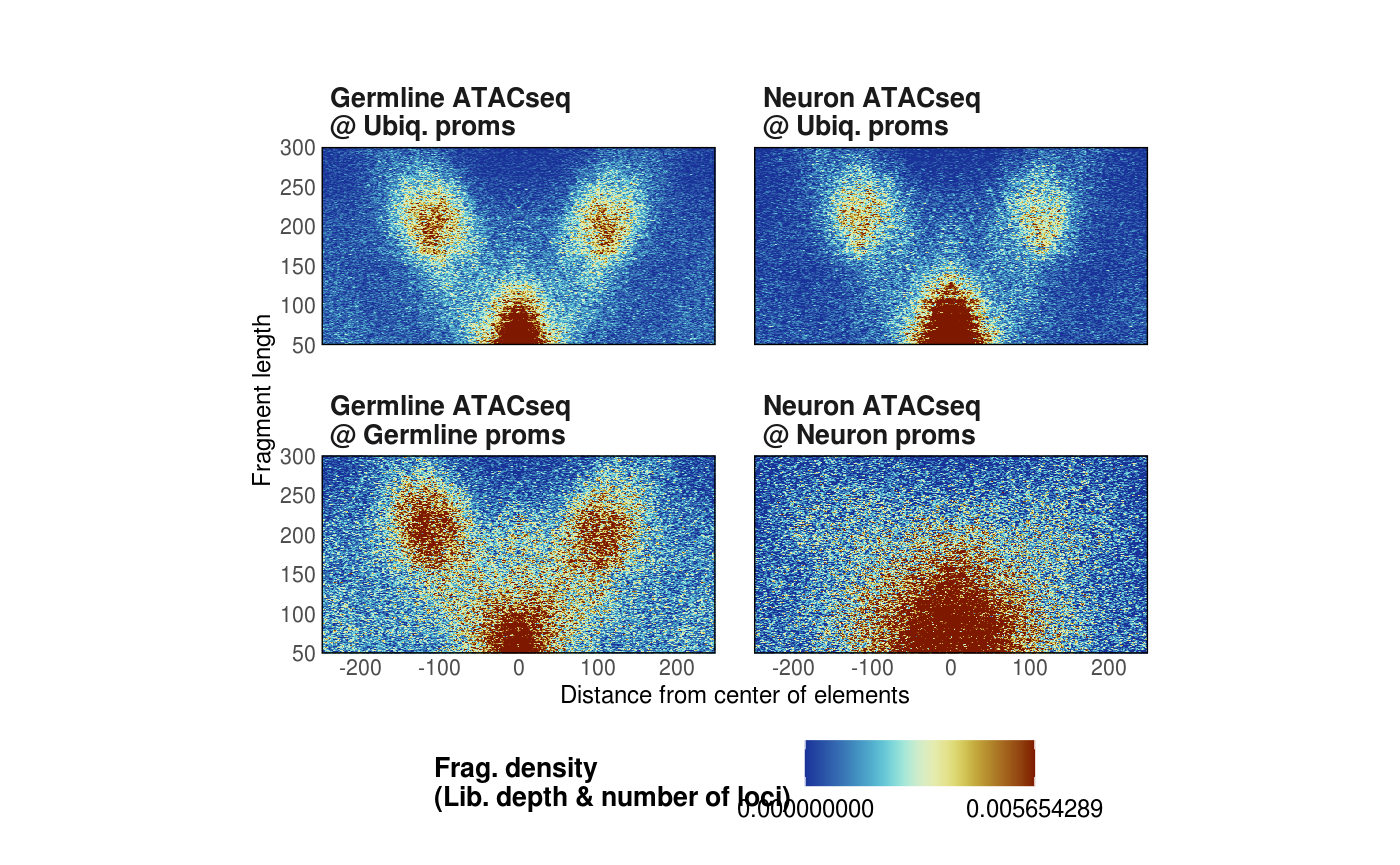 Germline ATACseq
@ Ubiq. proms
Neuron ATACseq
@ Ubiq. proms
300
250
200
150
100
50
Fragment length
Germline ATACseq
@ Germline proms
Neuron ATACseq
@ Neuron proms
300
250
200
150
100
50
-200 -100 0 100 200
-200 -100 0 100 200
Distance from center of elements
Frag. density
(Lib. depth & number of loci)
0.000000000 0.005654289